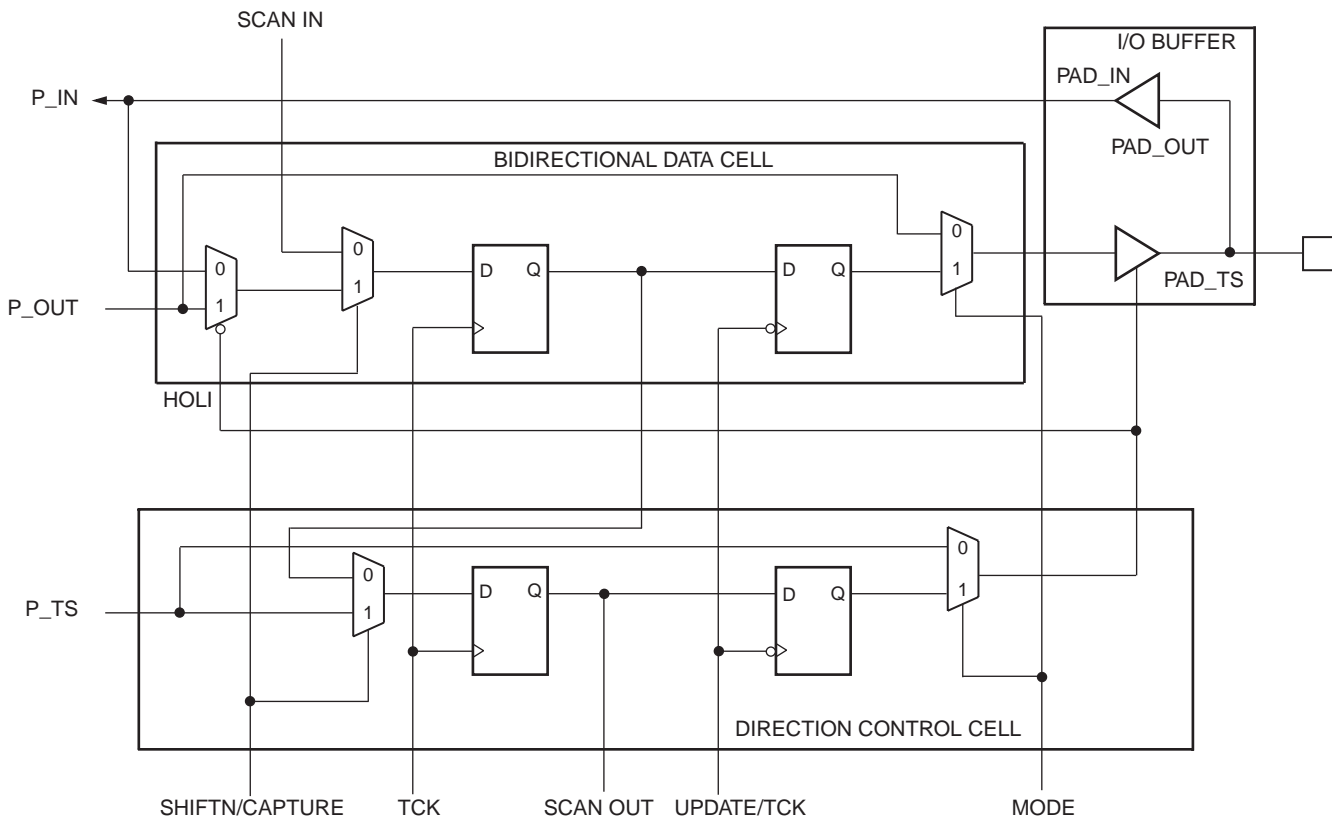 SCAN IN
I/O BUFFER
PAD_IN
P_IN
PAD_OUT
BIDIRECTIONAL DATA CELL
0
0
0
D Q
D Q
1
1
1
PAD_TS
P_OUT
HOLI
0
0
D Q
D Q
1
1
P_TS
DIRECTION CONTROL CELL
SHIFTN/CAPTURE
TCK
SCAN OUT
UPDATE/TCK
MODE